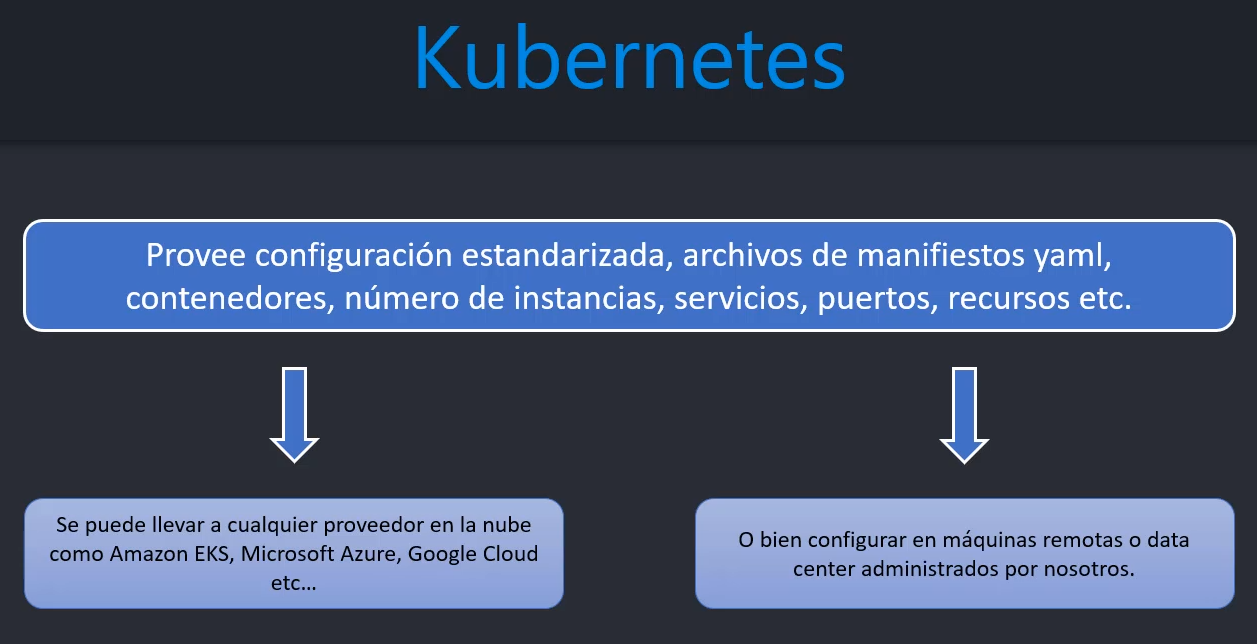 Kubernetes
Provee configuración estandarizada, archivos de manifiestos yaml,
contenedores, número de instancias, servicios, puertos, recursos etc.
Se puede llevar a cualquier proveedor en la nube
como Amazon EKS, Microsoft Azure, Google Cloud
etc...
O bien configurar en máquinas remotas o data
center administrados por nosotros.